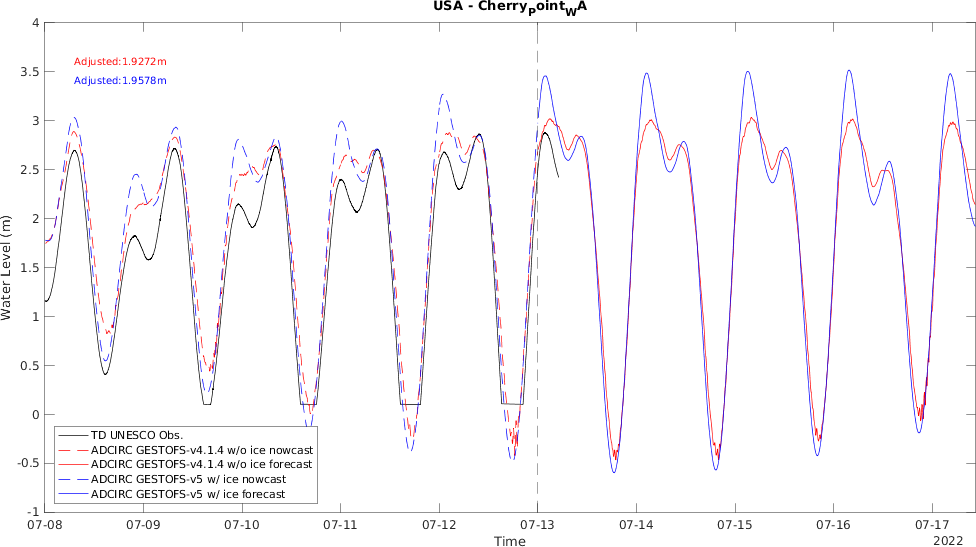 USA - CherryPointWA
Adjusted:1.9272m
Adjusted:1.9578m
Water Level (m)
4
3.5
3
2.5
2
1.5
1
0.5
0
-0.5
-1
TD UNESCO Obs.
ADCIRC GESTOFS-v4.1.4 w/o ice nowcast
ADCIRC GESTOFS-v4.1.4 w/o ice forecast
ADCIRC GESTOFS-v5 w/ ice nowcast
ADCIRC GESTOFS-v5 w/ ice forecast
07-08 07-09 07-10 07-11 07-12 07-13 07-14 07-15 07-16 07-17
Time
2022